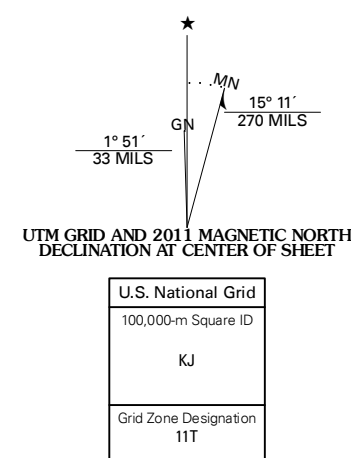 ★
MN
15° 11´
270 MILS
GN
1° 51´
33 MILS
UTM GRID AND 2011 MAGNETIC NORTH
DECLINATION AT CENTER OF SHEET
U.S. National Grid
100,000-m Square ID
KJ
Grid Zone Designation
11T